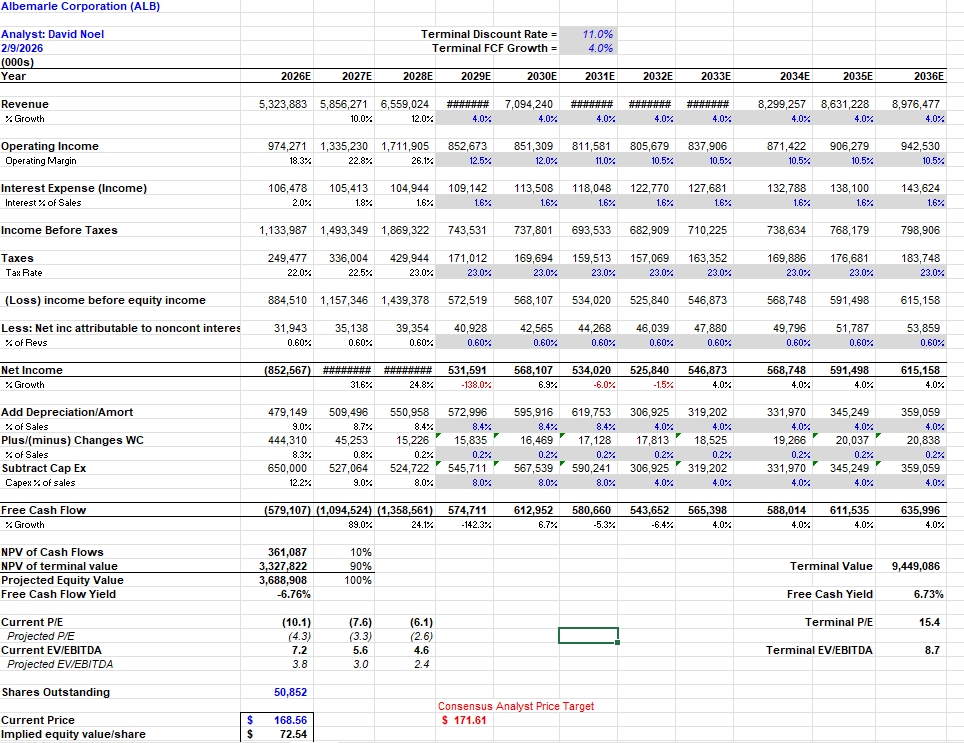 Albemarle Corporation (ALB)
Analyst: David Noel Terminal Discount Rate = 11.0%
2/9/2026 Terminal FCF Growth = 4.0%
(000s)
Year 2026E 2027E 2028E 2029E 2030E 2031E 2032E 2033E 2034E 2035E 2036E
Revenue 5,323,883 5,856,271 6,559,024 ####### 7,094,240 ####### ####### ####### 8,299,257 8,631,228 8,976,477
% Growth 10.0% 12.0% 4.0% 4.0% 4.0% 4.0% 4.0% 4.0% 4.0% 4.0%
Operating Income 974,271 1,335,230 1,711,905 852,673 851,309 811,581 805,679 837,906 871,422 906,279 942,530
Operating Margin 18.3% 22.8% 26.1% 12.5% 12.0% 11.0% 10.5% 10.5% 10.5% 10.5% 10.5%
Interest Expense (Income) 106,478 105,413 104,944 109,142 113,508 118,048 122,770 127,681 132,788 138,100 143,624
Interest % of Sales 2.0% 1.8% 1.6% 1.6% 1.6% 1.6% 1.6% 1.6% 1.6% 1.6% 1.6%
Income Before Taxes 1,133,987 1,493,349 1,869,322 743,531 737,801 693,533 682,909 710,225 738,634 768,179 798,906
Taxes 249,477 336,004 429,944 171,012 169,694 159,513 157,069 163,352 169,886 176,681 183,748
Tax Rate 22.0% 22.5% 23.0% 23.0% 23.0% 23.0% 23.0% 23.0% 23.0% 23.0% 23.0%
(Loss) income before equity income 884,510 1,157,346 1,439,378 572,519 568,107 534,020 525,840 546,873 568,748 591,498 615,158
Less: Net inc attributable to noncont interes 31,943 35,138 39,354 40,928 42,565 44,268 46,039 47,880 49,796 51,787 53,859
% of Revs 0.60% 0.60% 0.60% 0.60% 0.60% 0.60% 0.60% 0.60% 0.60% 0.60% 0.60%
Net Income (852,567) ######## ######## 531,591 568,107 534,020 525,840 546,873 568,748 591,498 615,158
% Growth 31.6% 24.8% -138.0% 6.9% -6.0% -1.5% 4.0% 4.0% 4.0% 4.0%
Add Depreciation/Amort 479,149 509,496 550,958 572,996 595,916 619,753 306,925 319,202 331,970 345,249 359,059
% of Sales 9.0% 8.7% 8.4% 8.4% 8.4% 8.4% 4.0% 4.0% 4.0% 4.0% 4.0%
Plus/(minus) Changes WC 444,310 45,253 15,226 15,835 16,469 17,128 17,813 18,525 19,266 20,037 20,838
% of Sales 8.3% 0.8% 0.2% 0.2% 0.2% 0.2% 0.2% 0.2% 0.2% 0.2% 0.2%
Subtract Cap Ex 650,000 527,064 524,722 545,711 567,539 590,241 306,925 319,202 331,970 345,249 359,059
Capex % of sales 12.2% 9.0% 8.0% 8.0% 8.0% 8.0% 4.0% 4.0% 4.0% 4.0% 4.0%
Free Cash Flow (579,107) (1,094,524) (1,358,561) 574,711 612,952 580,660 543,652 565,398 588,014 611,535 635,996
% Growth 89.0% 24.1% -142.3% 6.7% -5.3% -6.4% 4.0% 4.0% 4.0% 4.0%
NPV of Cash Flows 361,087 10%
NPV of terminal value 3,327,822 90% Terminal Value 9,449,086
Projected Equity Value 3,688,908 100%
Free Cash Flow Yield -6.76% Free Cash Yield 6.73%
Current P/E (10.1) (7.6) (6.1) Terminal P/E 15.4
Projected P/E (4.3) (3.3) (2.6)
Current EV/EBITDA 7.2 5.6 4.6 Terminal EV/EBITDA 8.7
Projected EV/EBITDA 3.8 3.0 2.4
Shares Outstanding 50,852
Consensus Analyst Price Target
Current Price $ 168.56 $ 171.61
Implied equity value/share $ 72.54